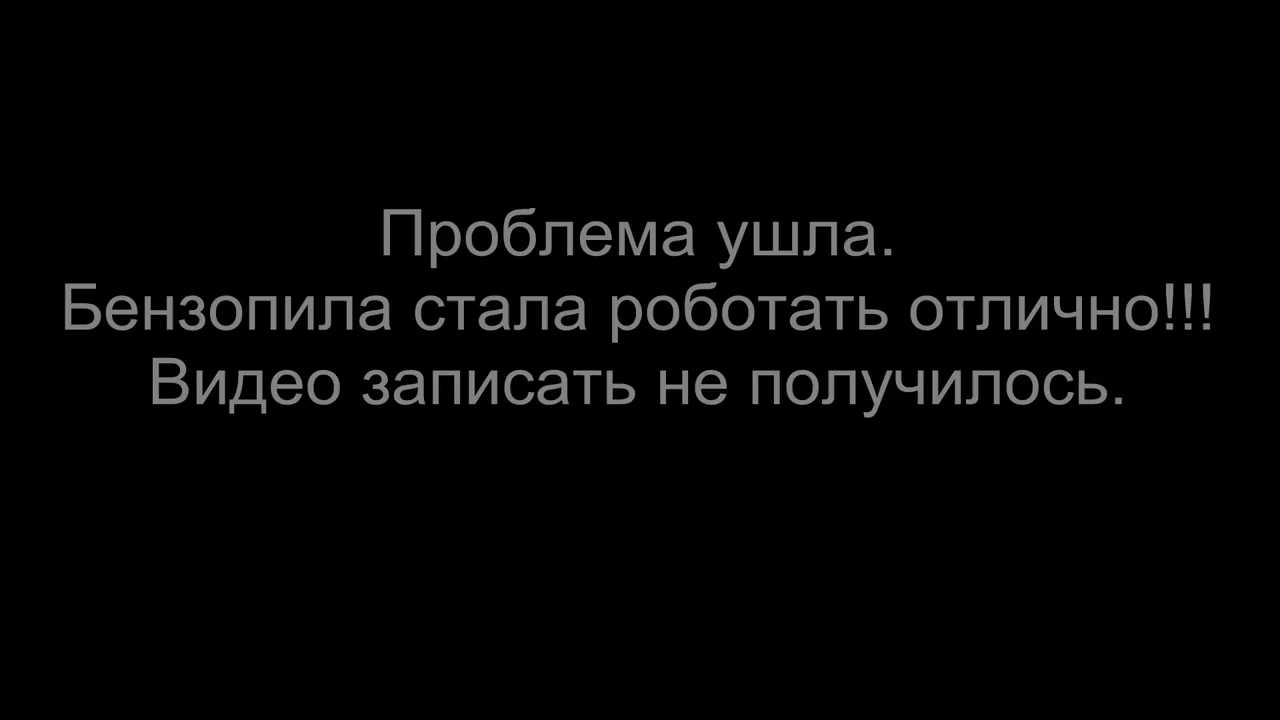 Проблема ушла.
Бензопила стала роботать отлично!!!
Видео записать не получилось.